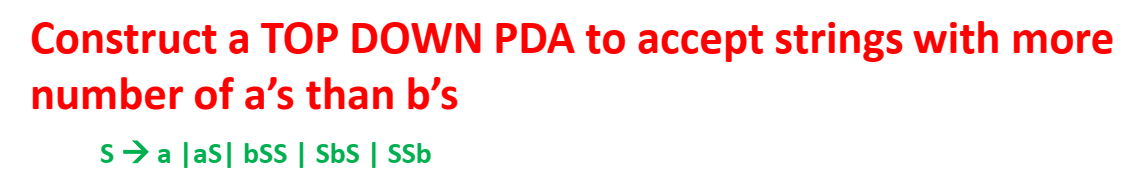 Construct a TOP DOWN PDA to accept strings with more
number of a’s than b’s
S → a |aS| bSS | SbS | SSb